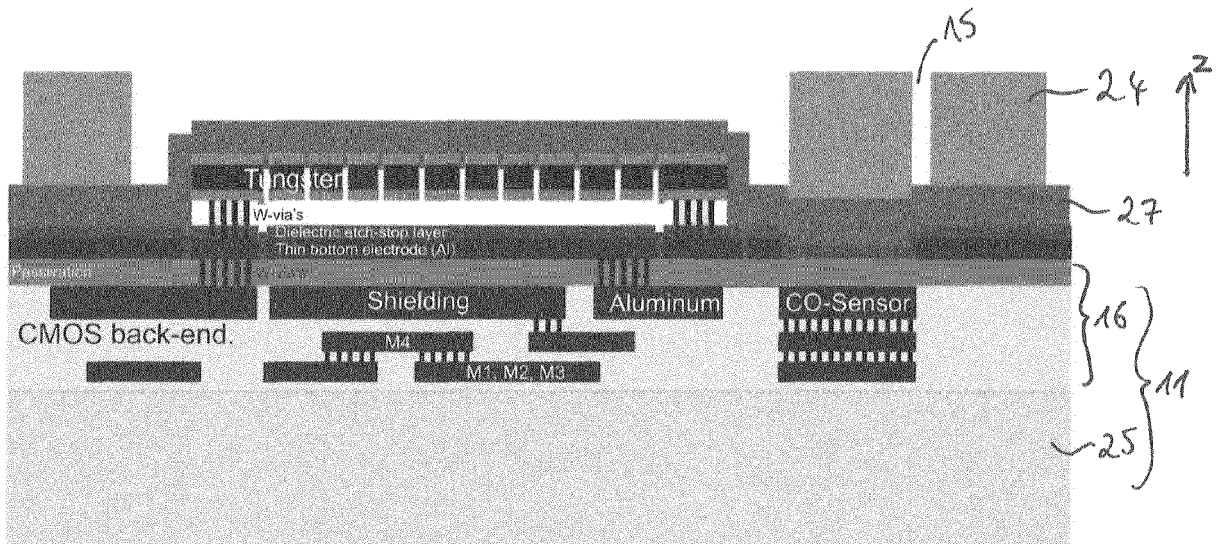 15
24
z
Tungster
W-via's
27
Dielectric etch-stop layer
Thin bottom electrode (Al)
Passivation
Shielding
Aluminum
CO-Sensor
16
CMOS back-end.
M4
11
M1, M2, M3
25